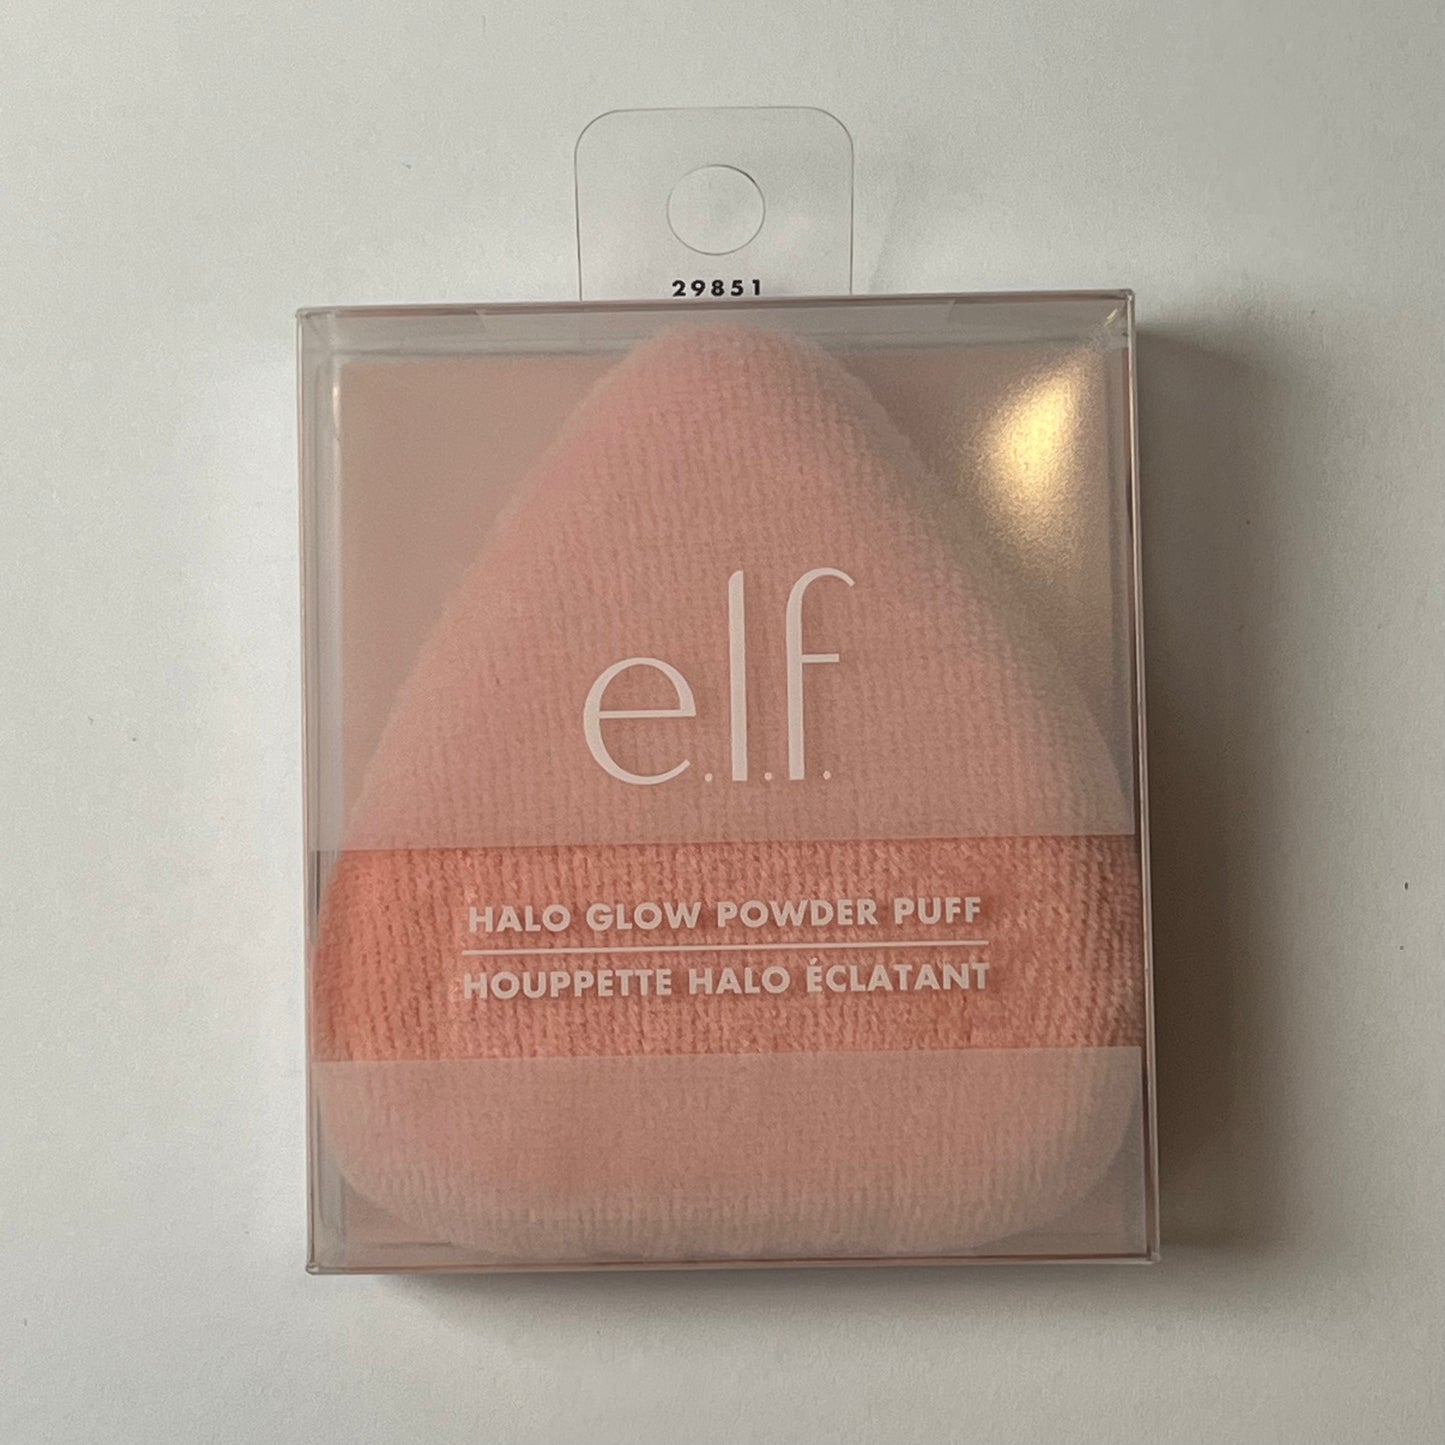 29851
e.l.f.
HALO GLOW POWDER PUFF
HOUPPETTE HALO ÉCLATANT